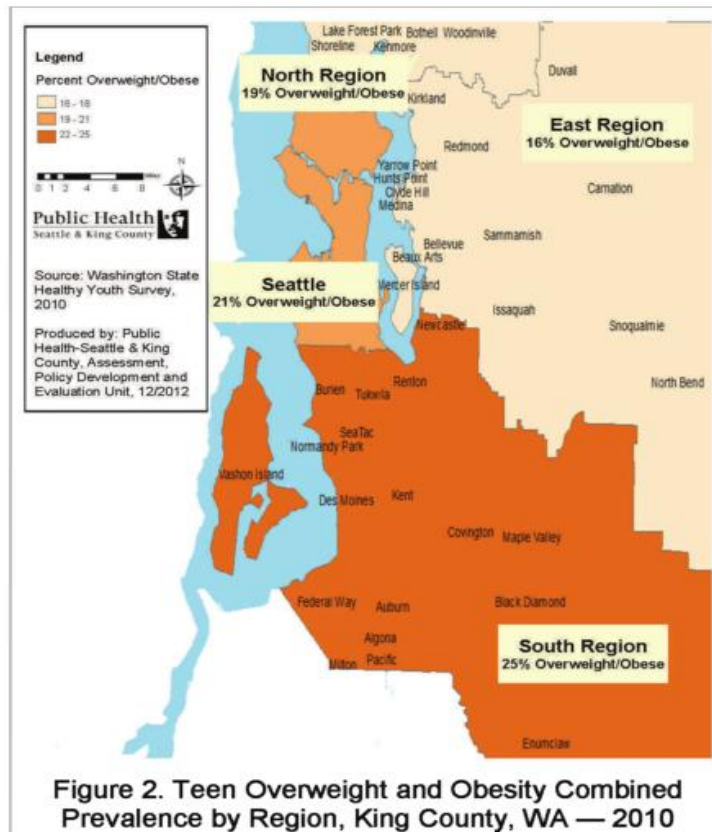 Legend
Percent Overweight/Obese
16 - 18
19 - 21
22 - 25
N
0 1 2 4 6 8
Public Health
Seattle & King County
Source: Washington State
Healthy Youth Survey,
2010
Produced by: Public
Health-Seattle & King
County, Assessment,
Policy Development and
Evaluation Unit, 12/2012
Lake Forest Park Bothell Woodinville
Shoreline Kenmore
North Region
19% Overweight/Obese
Duvall
Kirkland
East Region
16% Overweight/Obese
Redmond
Yarrow Point
Hunts Point
Clyde Hill
Medina
Carnation
Sammamish
Bellevue
Beaux Arts
Seattle
21% Overweight/Obese
Mercer Island
Newcastle
Issaquah
Snoqualmie
North Bend
Renton
Burien
Tukwila
SeaTac
Normandy Park
Vashon Island
Des Moines
Kent
Covington
Maple Valley
Federal Way
Auburn
Black Diamond
Algona
Milton
Pacific
South Region
25% Overweight/Obese
Enumclaw
Figure 2. Teen Overweight and Obesity Combined
Prevalence by Region, King County, WA — 2010